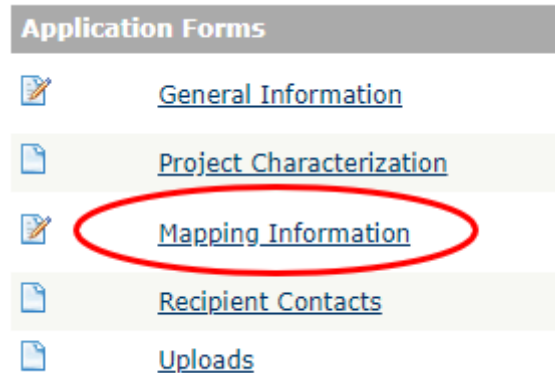 Application Forms
General Information
Project Characterization
Mapping Information
Recipient Contacts
Uploads